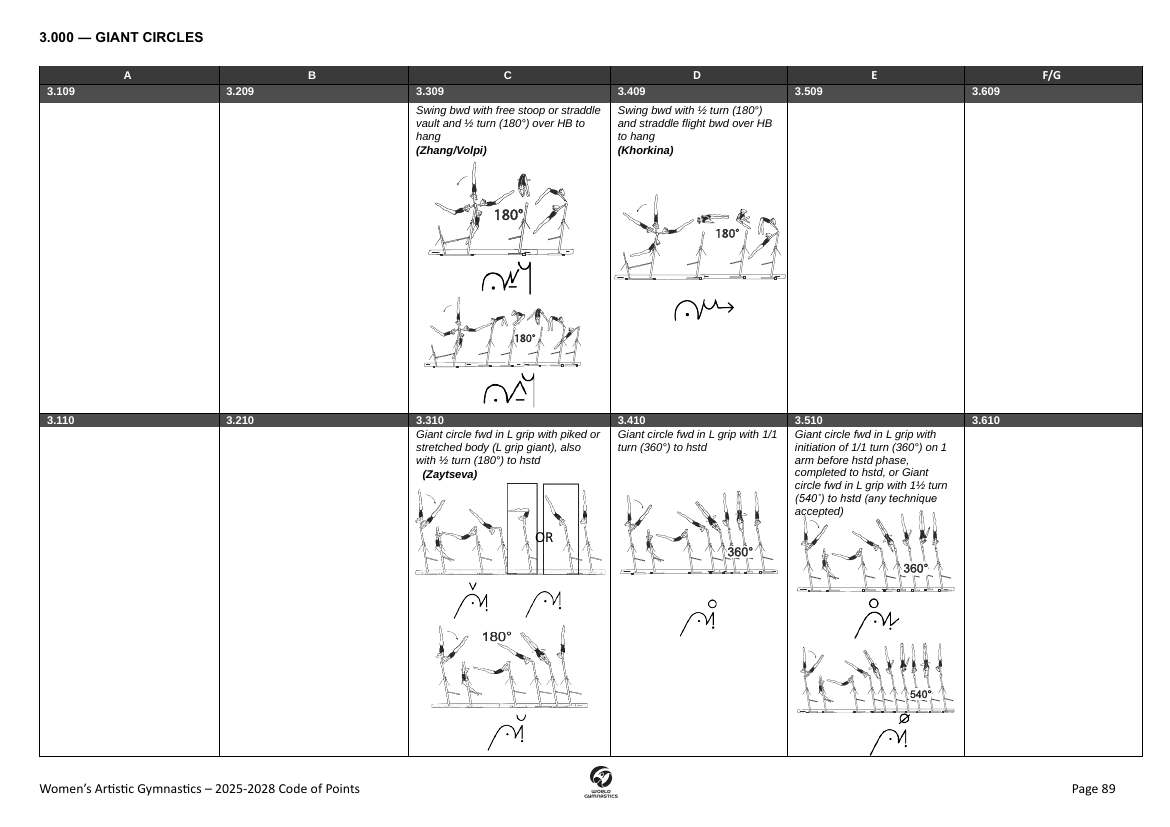 3.000 — GIANT CIRCLES
A B C D E F/G
3.109 3.209 3.309 3.409 3.509 3.609
Swing bwd with free stoop or straddle
vault and ½ turn (180°) over HB to
hang
(Zhang/Volpi)
180°
180°
Swing bwd with ½ turn (180°)
and straddle flight bwd over HB
to hang
(Khorkina)
180°
3.110 3.210 3.310 3.410 3.510 3.610
Giant circle fwd in L grip with piked or
stretched body (L grip giant), also
with ½ turn (180°) to hstd
(Zaytseva)
OR
180°
Giant circle fwd in L grip with 1/1
turn (360°) to hstd
360°
Giant circle fwd in L grip with
initiation of 1/1 turn (360°) on 1
arm before hstd phase,
completed to hstd, or Giant
circle fwd in L grip with 1½ turn
(540˚) to hstd (any technique
accepted)
360°
540°
Women's Artistic Gymnastics – 2025-2028 Code of Points
WORLD
GYMNASTICS
Page 89